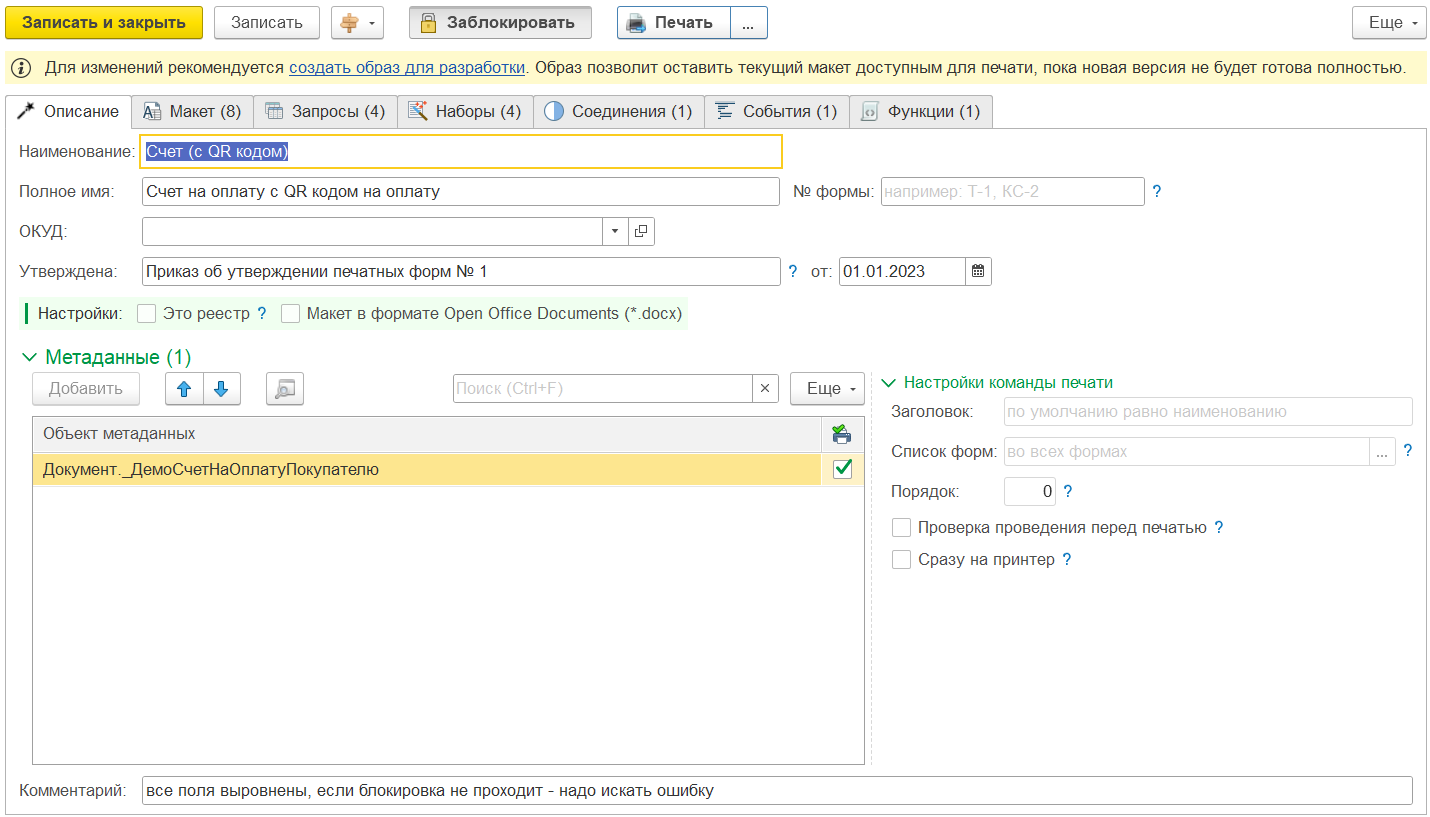 Записать и закрыть Записать Заблокировать Печать ... Еще
Для изменений рекомендуется создать образ для разработки. Образ позволит оставить текущий макет доступным для печати, пока новая версия не будет готова полностью.
Описание Макет (8) Запросы (4) Наборы (4) Соединения (1) События (1) Функции (1)
Наименование: Счет (с QR кодом)
Полное имя: Счет на оплату с QR кодом на оплату № формы: например: Т-1, КС-2 ?
ОКУД:
Утверждена: Приказ об утверждении печатных форм № 1 ? от: 01.01.2023
Настройки: Это реестр ? Макет в формате Open Office Documents (*.docx)
Метаданные (1)
Добавить Поиск (Ctrl+F) × Еще
Объект метаданных
Документ._ДемоСчетНаОплатуПокупателю
Настройки команды печати
Заголовок: по умолчанию равно наименованию
Список форм: во всех формах ... ?
Порядок: 0 ?
Проверка проведения перед печатью ?
Сразу на принтер ?
Комментарий: все поля выровнены, если блокировка не проходит - надо искать ошибку